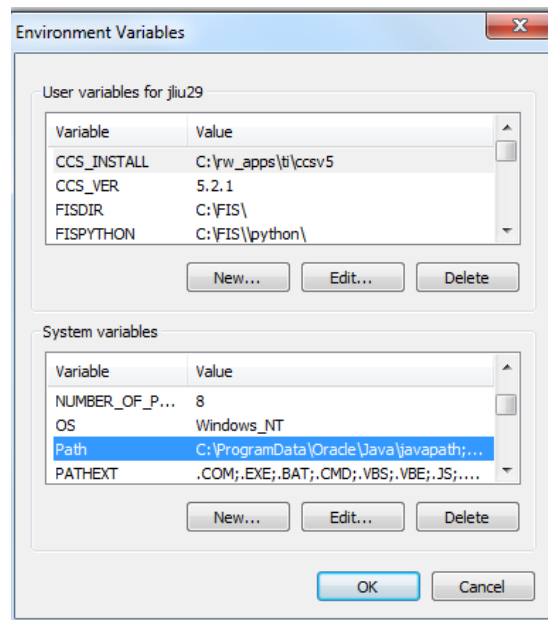 Environment Variables
User variables for jliu29
Variable Value
CCS_INSTALL C:\rw_apps\ti\ccsv5
CCS_VER 5.2.1
FISDIR C:\FIS\
FISPYTHON C:\FIS\\python\
New... Edit... Delete
System variables
Variable Value
NUMBER_OF_P... 8
OS Windows_NT
Path C:\ProgramData\Oracle\Java\javapath;...
PATHEXT .COM;.EXE;.BAT;.CMD;.VBS;.VBE;.JS;....
New... Edit... Delete
OK Cancel